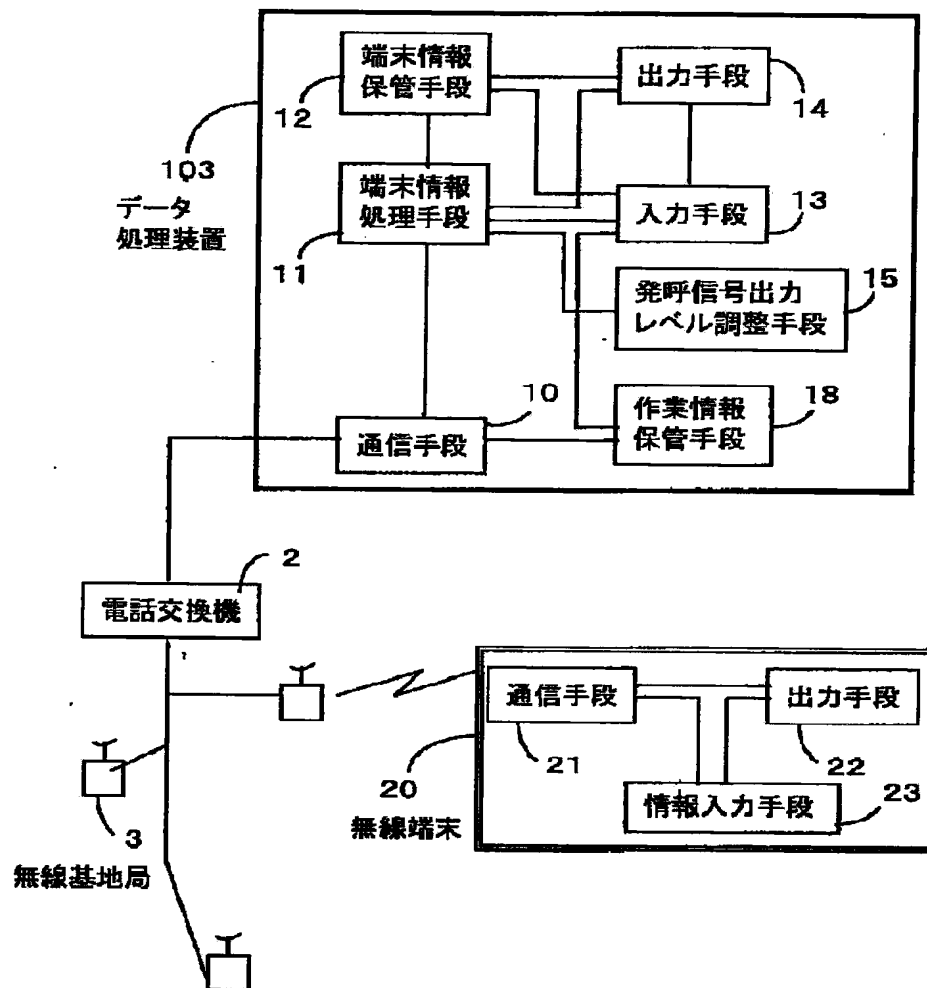 端末情報
保管手段
12
出力手段
14
103
データ
処理装置
端末情報
処理手段
11
入力手段
13
発呼信号出力
レベル調整手段
15
10
通信手段
作業情報
保管手段
18
2
電話交換機
通信手段
21
出力手段
22
20
無線端末
情報入力手段
23
3
無線基地局